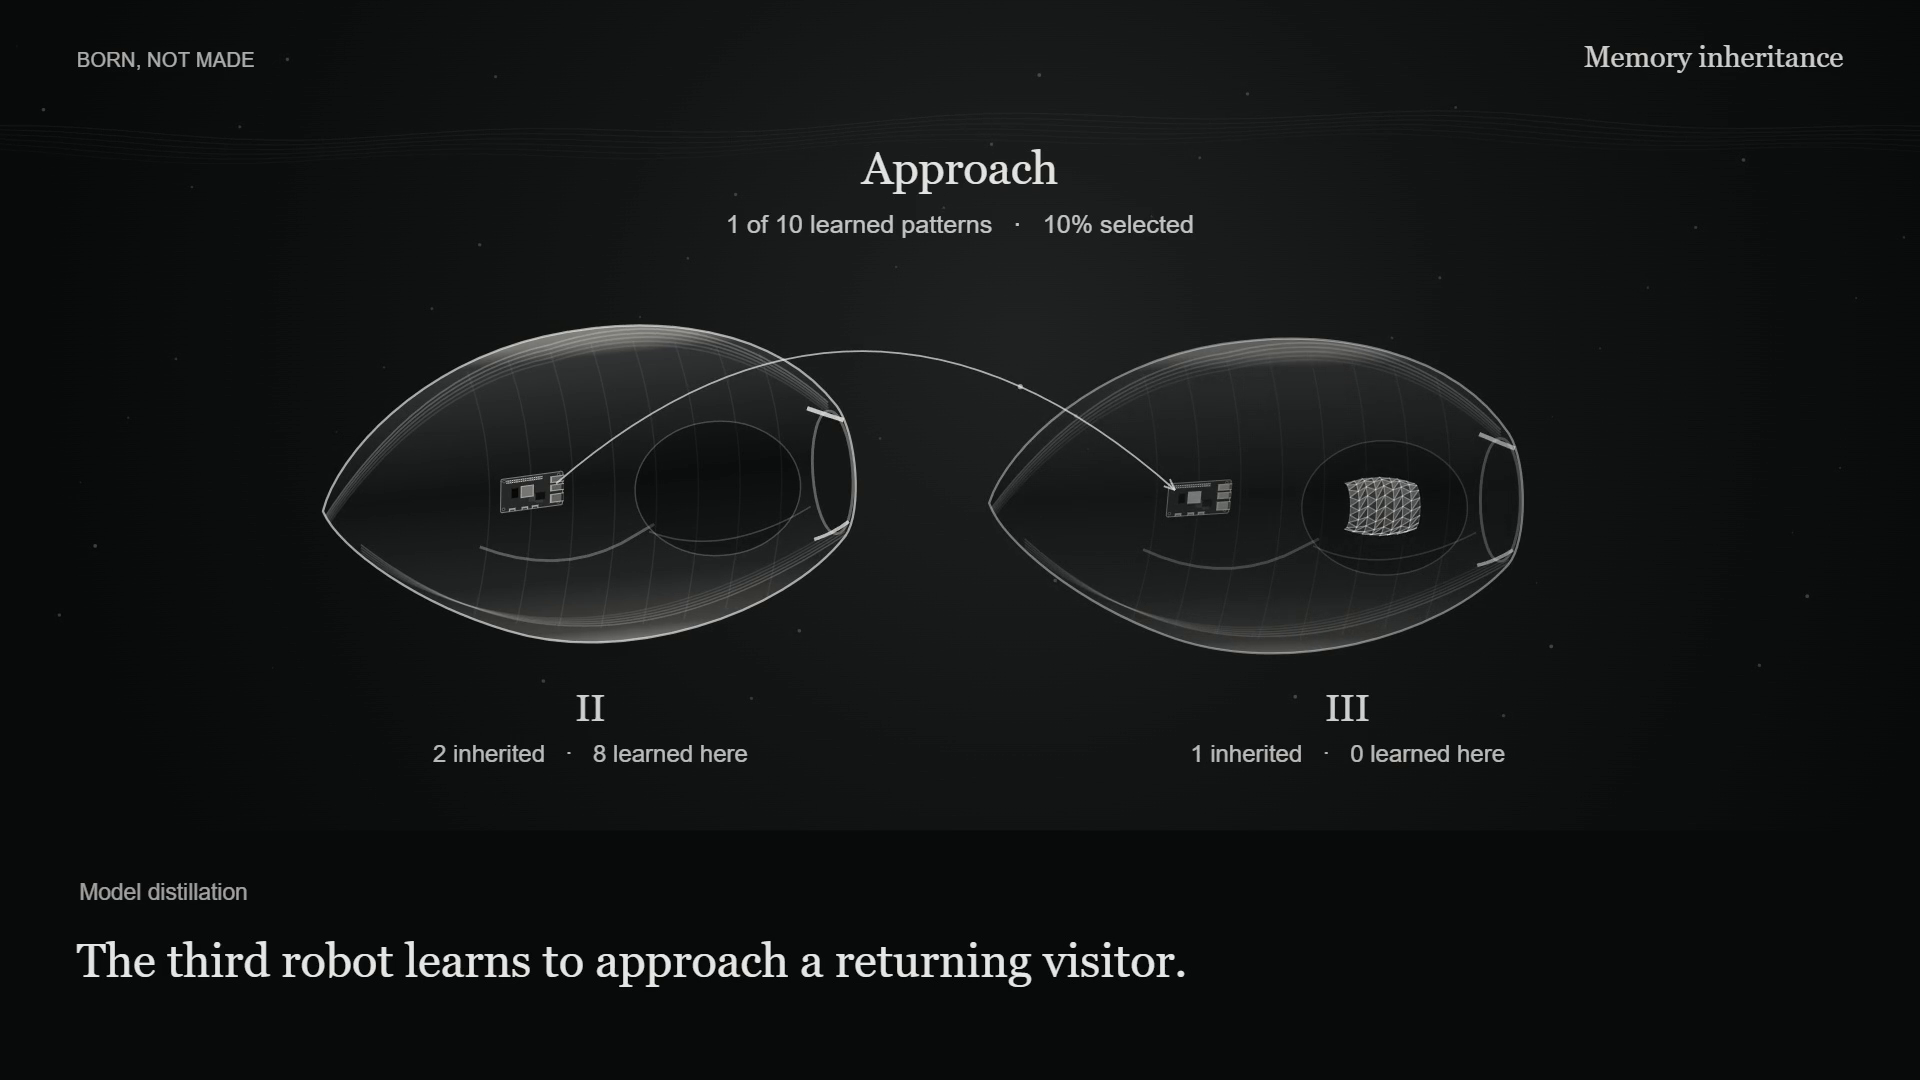 BORN, NOT MADE
Memory inheritance
Approach
1 of 10 learned patterns · 10% selected
II
2 inherited · 8 learned here
III
1 inherited · 0 learned here
Model distillation
The third robot learns to approach a returning visitor.